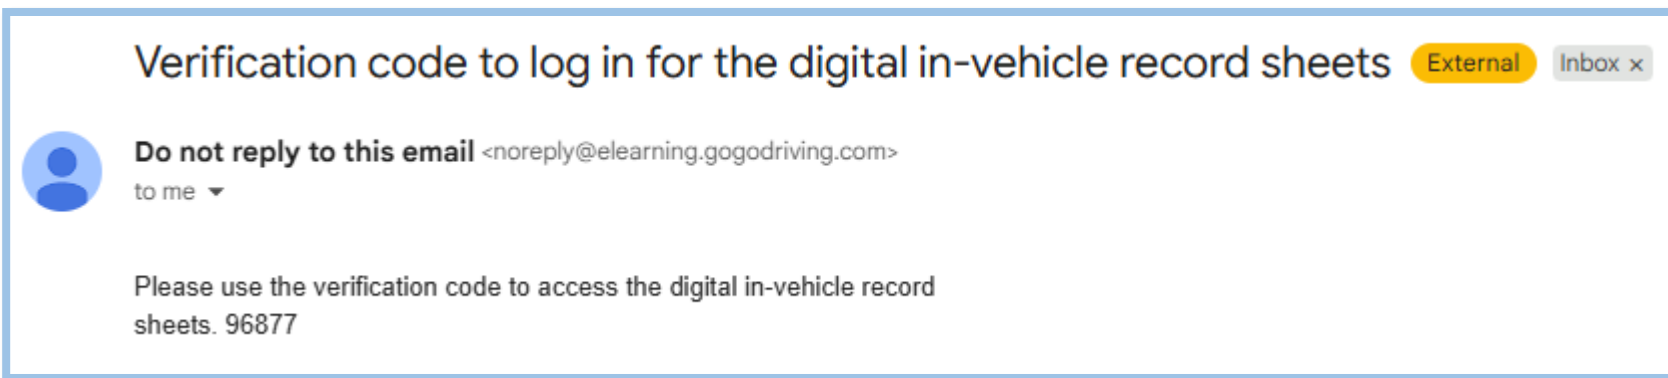 Verification code to log in for the digital in-vehicle record sheets External Inbox x
Do not reply to this email <noreply@elearning.gogodriving.com>
to me
Please use the verification code to access the digital in-vehicle record
sheets. 96877